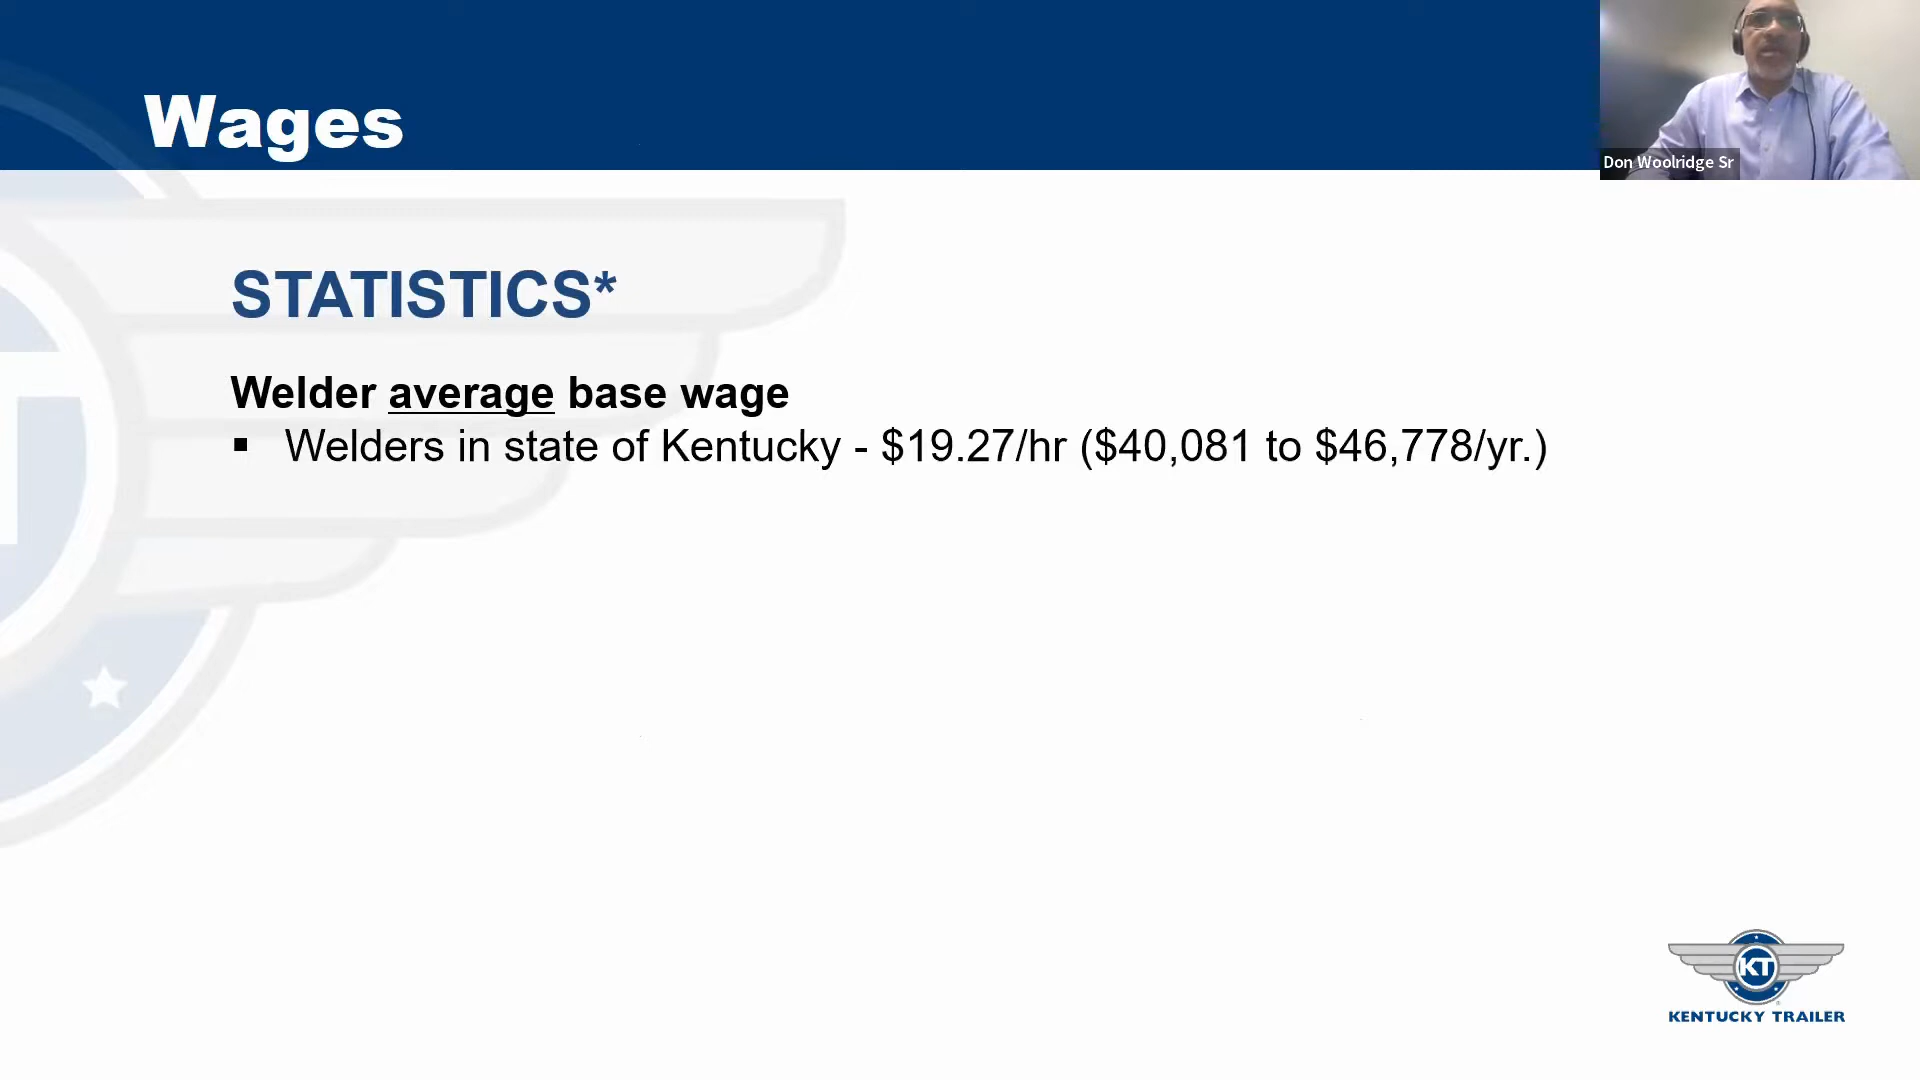 Wages
Don Woolridge Sr
STATISTICS*
Welder average base wage
▪ Welders in state of Kentucky - $19.27/hr ($40,081 to $46,778/yr.)
KT
KENTUCKY TRAILER